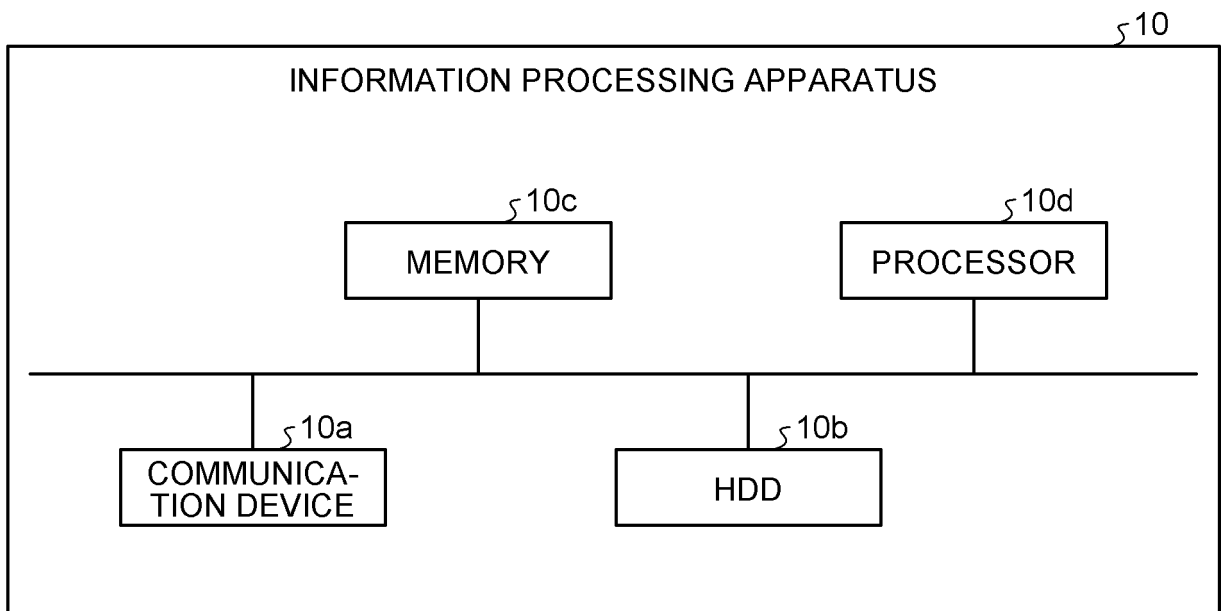 10
INFORMATION PROCESSING APPARATUS
10c
10d
MEMORY
PROCESSOR
10a
10b
COMMUNICA-
TION DEVICE
HDD